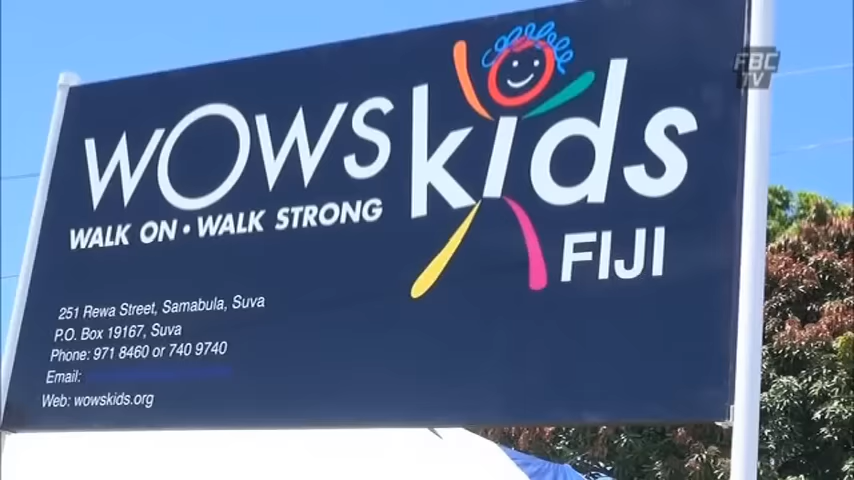 WOWS kids
WALK ON • WALK STRONG
FIJI
251 Rewa Street, Samabula, Suva
P.O. Box 19167, Suva
Phone: 971 8460 or 740 9740
Email:
Web: wowskids.org
FBC
TV